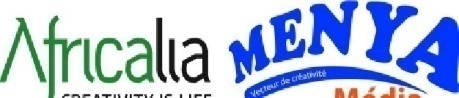 Africalia
CREATIVITY IS LIFE
MENYA
Vecteur de créativité
Média